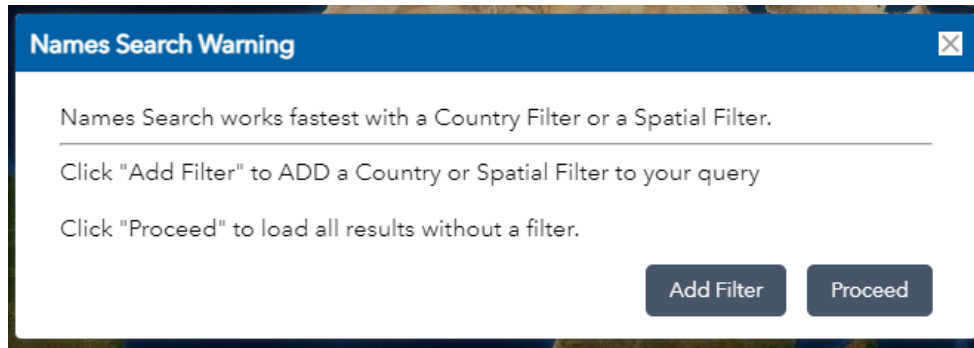 Names Search Warning
Names Search works fastest with a Country Filter or a Spatial Filter.
Click "Add Filter" to ADD a Country or Spatial Filter to your query
Click "Proceed" to load all results without a filter.
Add Filter Proceed